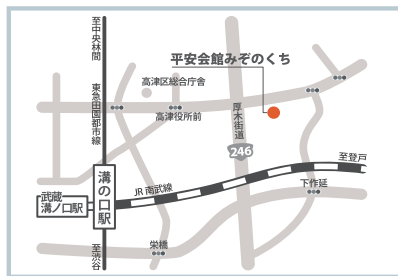 至中央林間
平安会館みぞのくち
高津区総合庁舎
東急田園都市線
高津役所前
厚木街道
246
至登戸
溝の口駅
JR南武線
下作延
武蔵
溝ノ口駅
栄橋
至渋谷